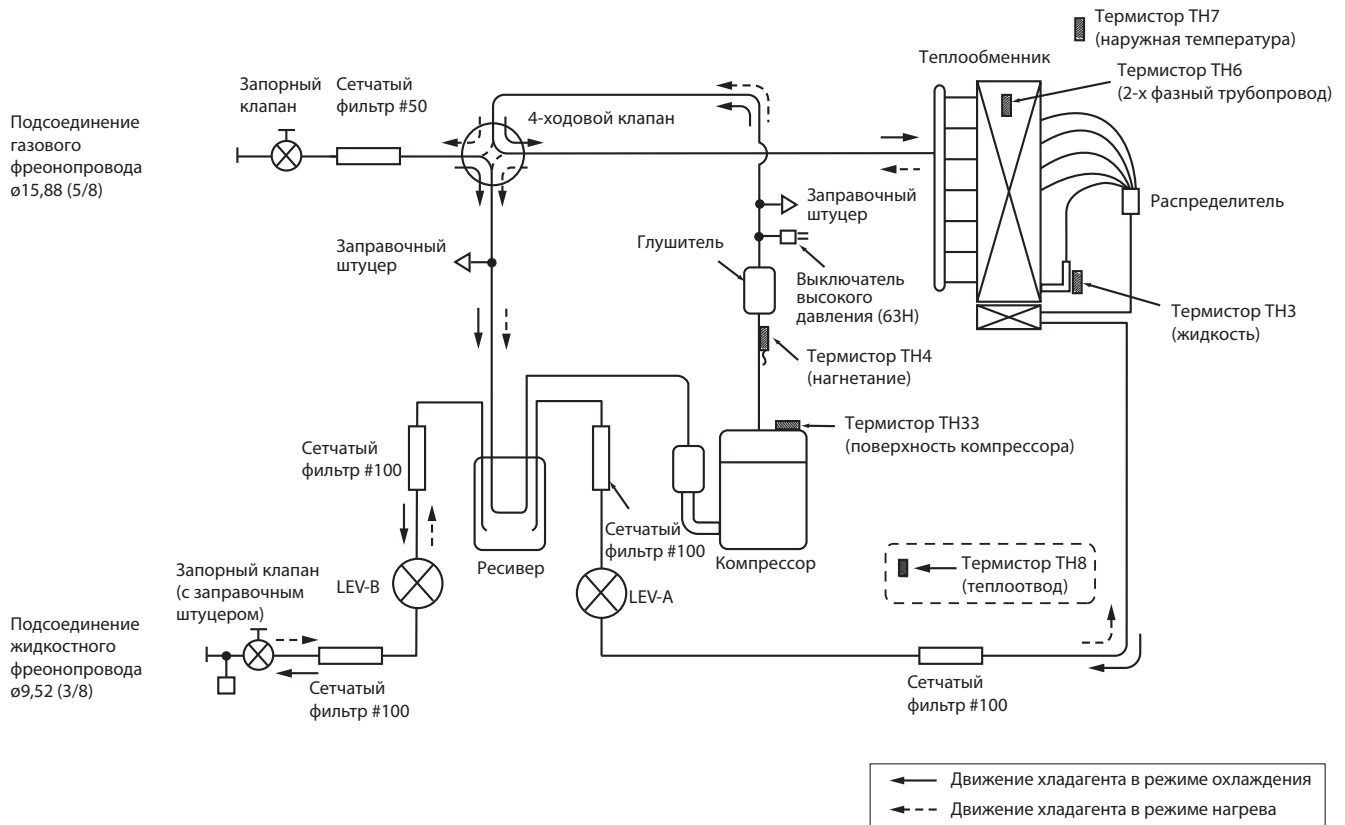 Термистор TH7
(наружная температура)
Теплообменник
Термистор TH6
(2-х фазный трубопровод)
Запорный
клапан
Сетчатый
фильтр #50
4-ходовой клапан
Подсоединение
газового
фреонопровода
ø15,88 (5/8)
Заправочный
штуцер
Распределитель
Заправочный
штуцер
Глушитель
Выключатель
высокого
давления (63H)
Термистор TH3
(жидкость)
Термистор TH4
(нагнетание)
Термистор TH33
(поверхность компрессора)
Сетчатый
фильтр #100
Сетчатый
фильтр #100
Ресивер
Компрессор
Термистор TH8
(теплоотвод)
Запорный клапан
(с заправочным
штуцером)
LEV-B
LEV-A
Подсоединение
жидкостного
фреонопровода
ø9,52 (3/8)
Сетчатый
фильтр #100
Сетчатый
фильтр #100
Движение хладагента в режиме охлаждения
Движение хладагента в режиме нагрева